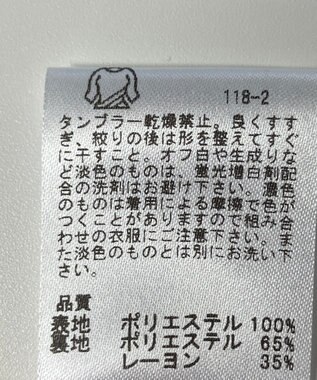 118-2
タンブラー乾燥禁止。良くすす
ぎ、絞りの後は形を整えてすぐ
に干すこと。オフ白や生成りな
ど淡色のものは、蛍光増白剤配
合の洗剤はお避け下さい。濃色
のものは着用による摩擦で色が
つくことがありますので組み合
わせの衣服にご注意下さい。ま
た淡色のものとは別にお洗い下
さい。
品質
表地 ポリエステル 100%
裏地 ポリエステル 65%
レーヨン 35%